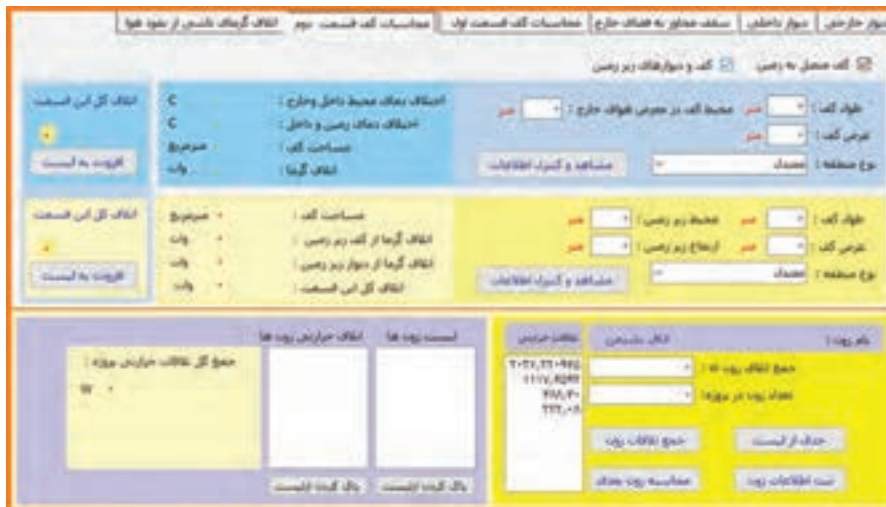 دیوار خارجی دیوار داخلی سقف مجاور به فضای خارج محاسبات کف قسمت اول محاسبات کف قسمت دوم اتلاف گرمای ناشی از نفوذ هوا
کف متصل به زمین کف و دیوارهای زیر زمین
طول کف : متر محیط کف در معرض هوای خارج : متر
عرض کف : متر
نوع منطقه : معتدل مشاهده و کنترل اطلاعات
اختلاف دمای محیط داخل وخارج : C
اختلاف دمای زمین و داخل : C
مساحت کف : مترمربع
اتلاف گرما : وات
اتلاف کل این قسمت
افزودن به لیست
طول کف : متر محیط زیر زمین : متر
عرض کف : متر ارتفاع زیر زمین : متر
نوع منطقه : معتدل مشاهده و کنترل اطلاعات
مساحت کف : مترمربع
اتلاف گرما از کف زیر زمین : وات
اتلاف گرما از دیوار زیر زمین : وات
اتلاف کل این قسمت : وات
اتلاف کل این قسمت
افزودن به لیست
نام زون : اتاق نشیمن تلفات حرارتی
جمع اتلاف زون ها :
تعداد زون در پروژه:
حذف از لیست جمع تلفات زون
ثبت اطلاعات زون محاسبه زون بعدی
لیست زون ها اتلاف حرارتی زون ها
جمع کل تلفات حرارتی پروژه :
W
پاک کردن ازلیست پاک کردن ازلیست